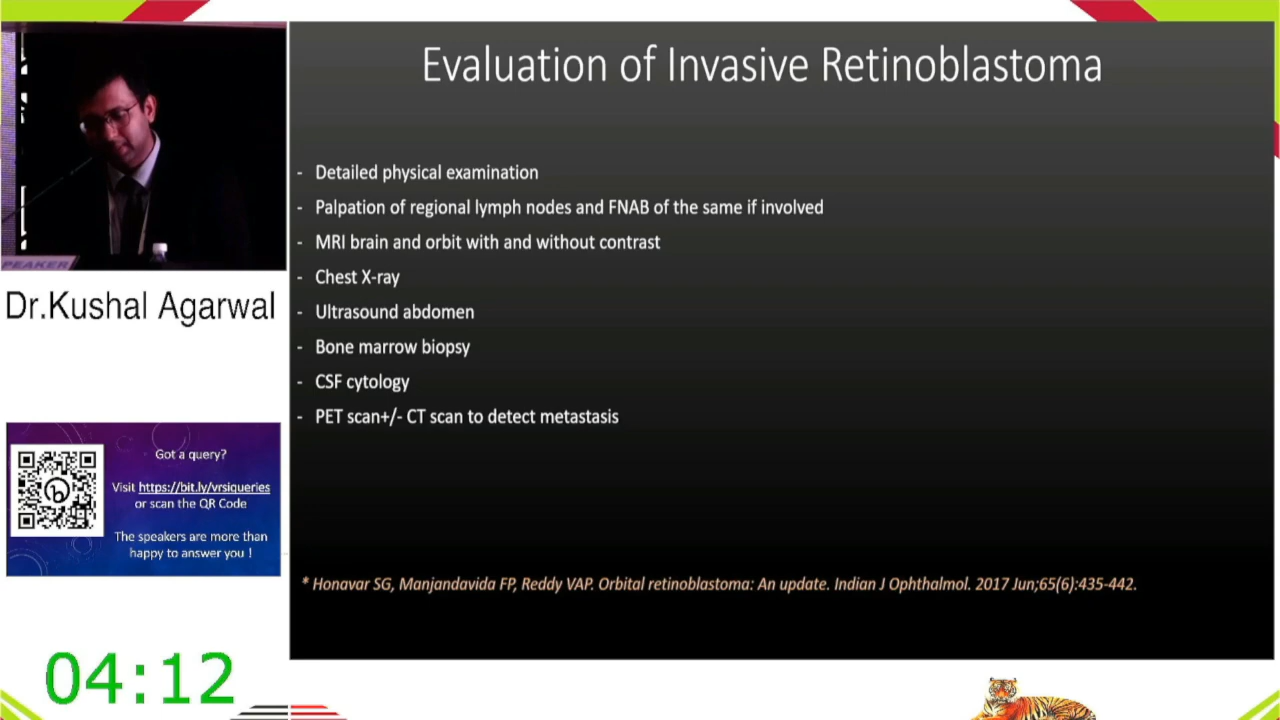 Evaluation of Invasive Retinoblastoma
- Detailed physical examination
- Palpation of regional lymph nodes and FNAB of the same if involved
- MRI brain and orbit with and without contrast
- Chest X-ray
- Ultrasound abdomen
- Bone marrow biopsy
- CSF cytology
- PET scan+/- CT scan to detect metastasis
* Honavar SG, Manjandavida FP, Reddy VAP. Orbital retinoblastoma: An update. Indian J Ophthalmol. 2017 Jun;65(6):435-442.
PEAKER
Dr.Kushal Agarwal
Got a query?
Visit https://bit.ly/vrsiqueries
or scan the QR Code
The speakers are more than
happy to answer you !
04:12